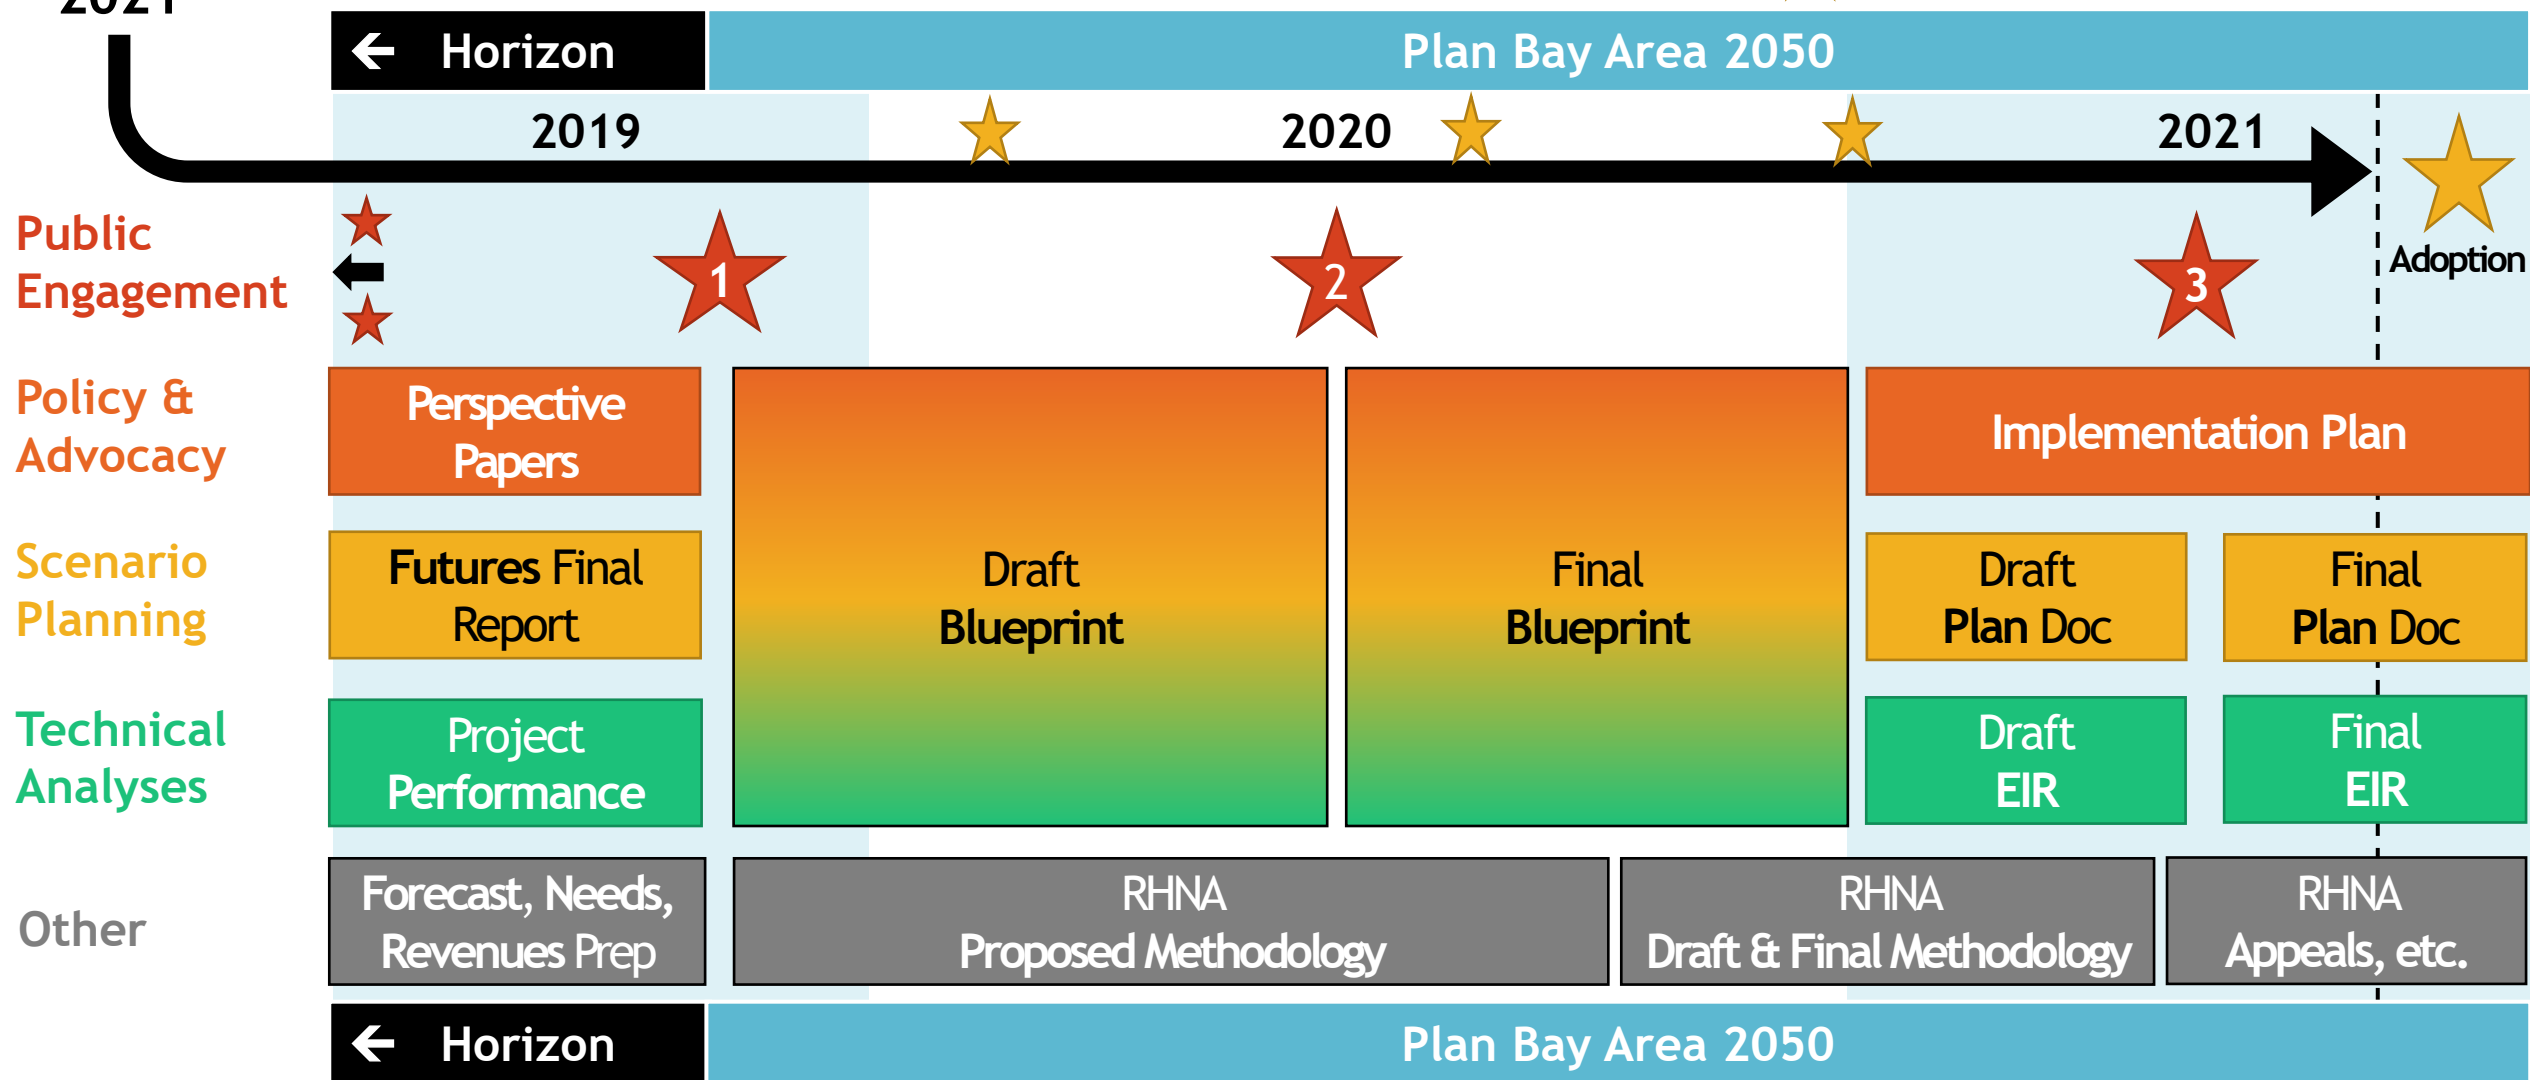 2021
← Horizon
Plan Bay Area 2050
2019
2020
2021
Public
Engagement
1
2
3
Adoption
Policy &
Advocacy
Perspective
Papers
Implementation Plan
Scenario
Planning
Futures Final
Report
Draft
Blueprint
Final
Blueprint
Draft
Plan Doc
Final
Plan Doc
Technical
Analyses
Project
Performance
Draft
EIR
Final
EIR
Other
Forecast, Needs,
Revenues Prep
RHNA
Proposed Methodology
RHNA
Draft & Final Methodology
RHNA
Appeals, etc.
← Horizon
Plan Bay Area 2050